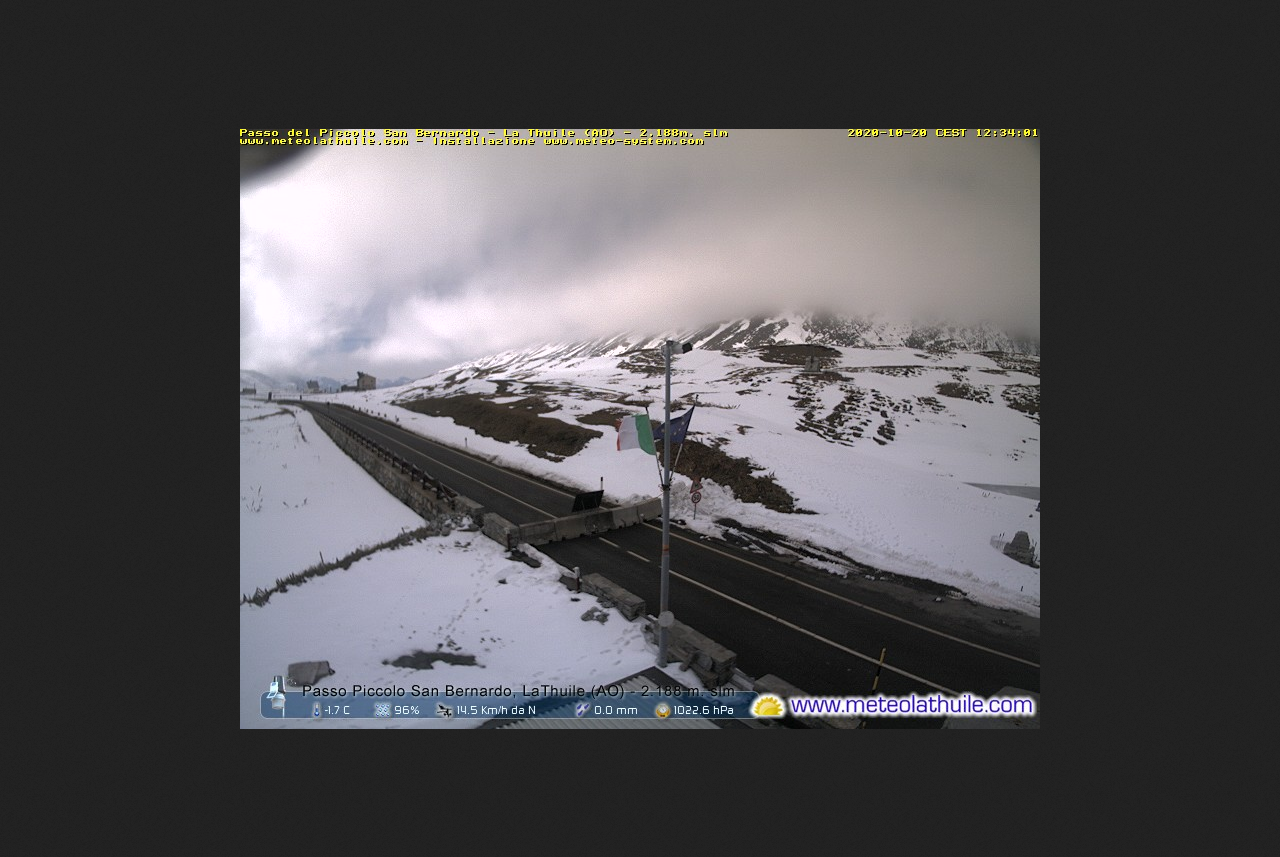 Passo del Piccolo San Bernardo - La Thuile (AO) - 2.188m. slm 2020-10-20 CEST 12:34:01
www.meteolathuile.com - Installazione www.meteo-system.com
Passo Piccolo San Bernardo, LaThuile (AO) - 2.188 m. slm
-1.7 C 96% 14.5 Km/h da N 0.0 mm 1022.6 hPa
www.meteolathuile.com